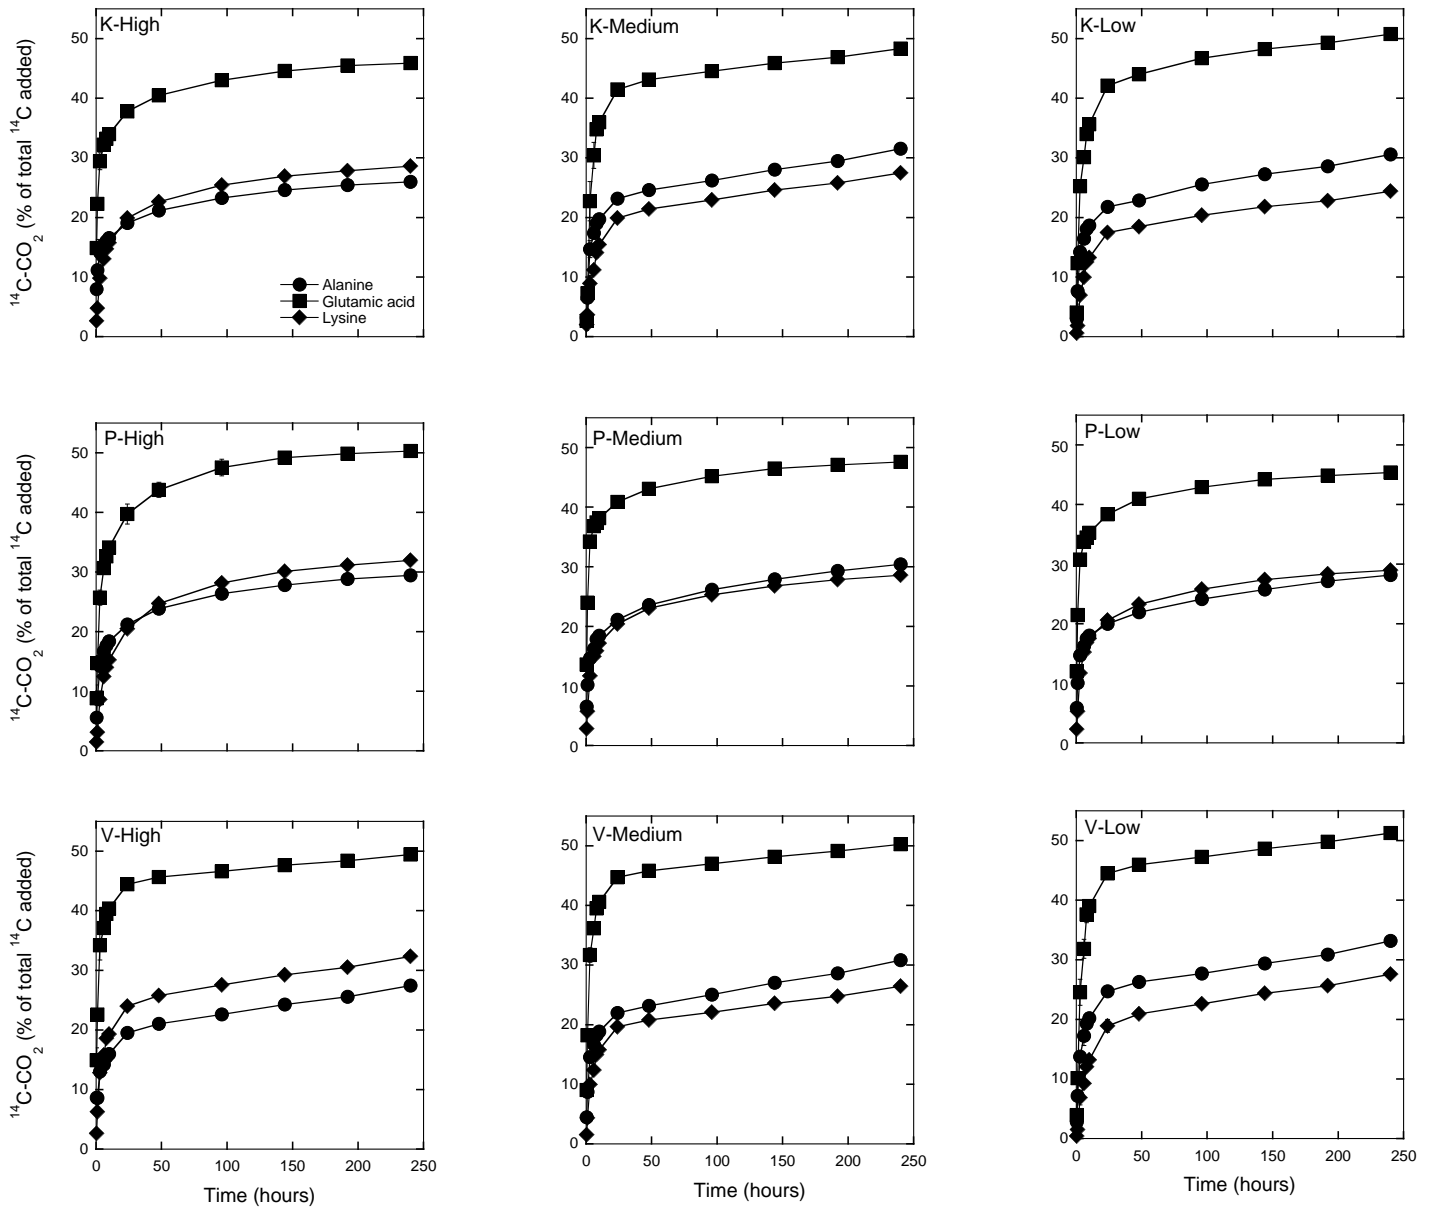 K-High
50
40
30
20
10
0
¹⁴C-CO₂ (% of total ¹⁴C added)
Alanine
Glutamic acid
Lysine
K-Medium
50
40
30
20
10
0
K-Low
50
40
30
20
10
0
P-High
50
40
30
20
10
0
¹⁴C-CO₂ (% of total ¹⁴C added)
P-Medium
50
40
30
20
10
0
P-Low
50
40
30
20
10
0
V-High
50
40
30
20
10
0
¹⁴C-CO₂ (% of total ¹⁴C added)
0 50 100 150 200 250
Time (hours)
V-Medium
50
40
30
20
10
0
0 50 100 150 200 250
Time (hours)
V-Low
50
40
30
20
10
0
0 50 100 150 200 250
Time (hours)